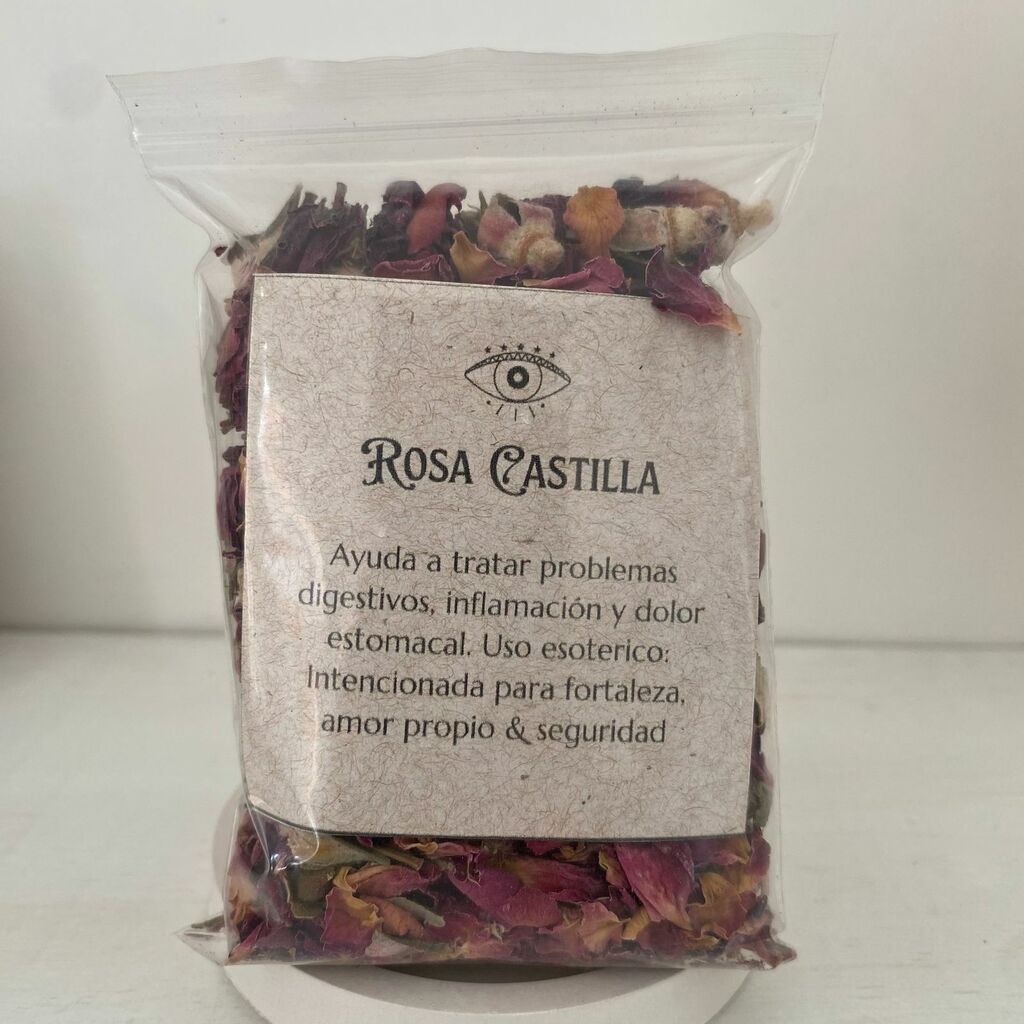 Rosa Castilla
Ayuda a tratar problemas
digestivos, inflamación y dolor
estomacal. Uso esoterico:
Intencionada para fortaleza,
amor propio & seguridad